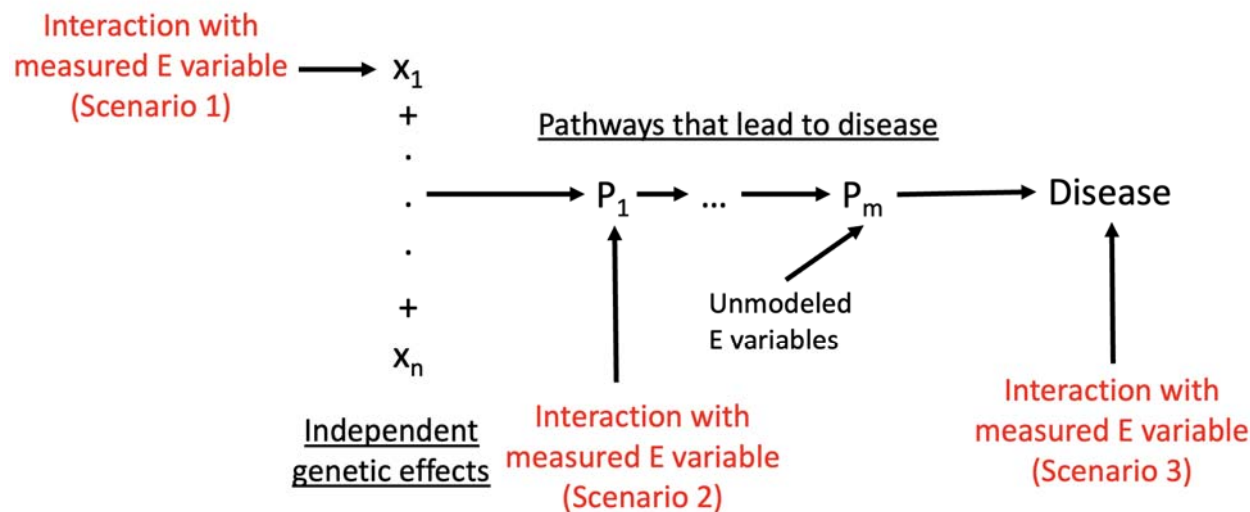 Interaction with
measured E variable
(Scenario 1)
x₁
+
.
.
.
+
xₙ
Independent
genetic effects
Pathways that lead to disease
P₁
...
Pₘ
Disease
Unmodeled
E variables
Interaction with
measured E variable
(Scenario 2)
Interaction with
measured E variable
(Scenario 3)